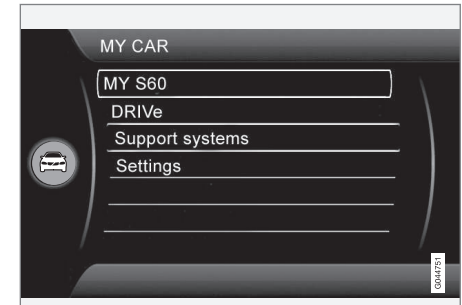 MY CAR
MY S60
DRIVe
Support systems
Settings
G044751